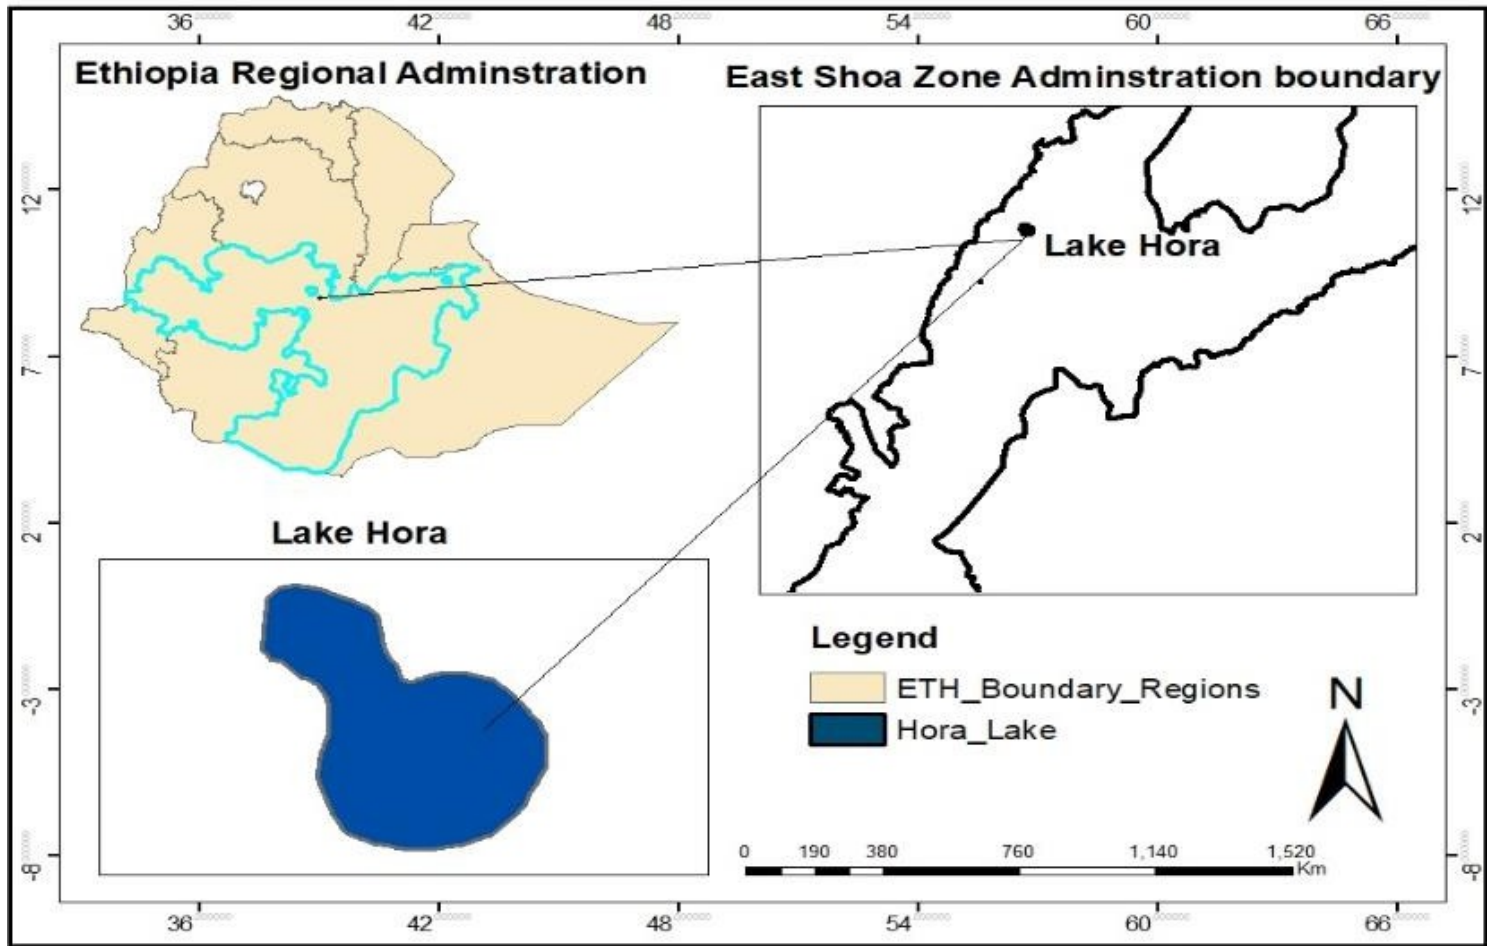 36 42 48 54 60 66
Ethiopia Regional Adminstration
East Shoa Zone Adminstration boundary
12
12
Lake Hora
7
7
2
2
Lake Hora
Legend
ETH_Boundary_Regions
Hora_Lake
N
-3
-3
0 190 380 760 1,140 1,520
Km
-8
-8
36 42 48 54 60 66